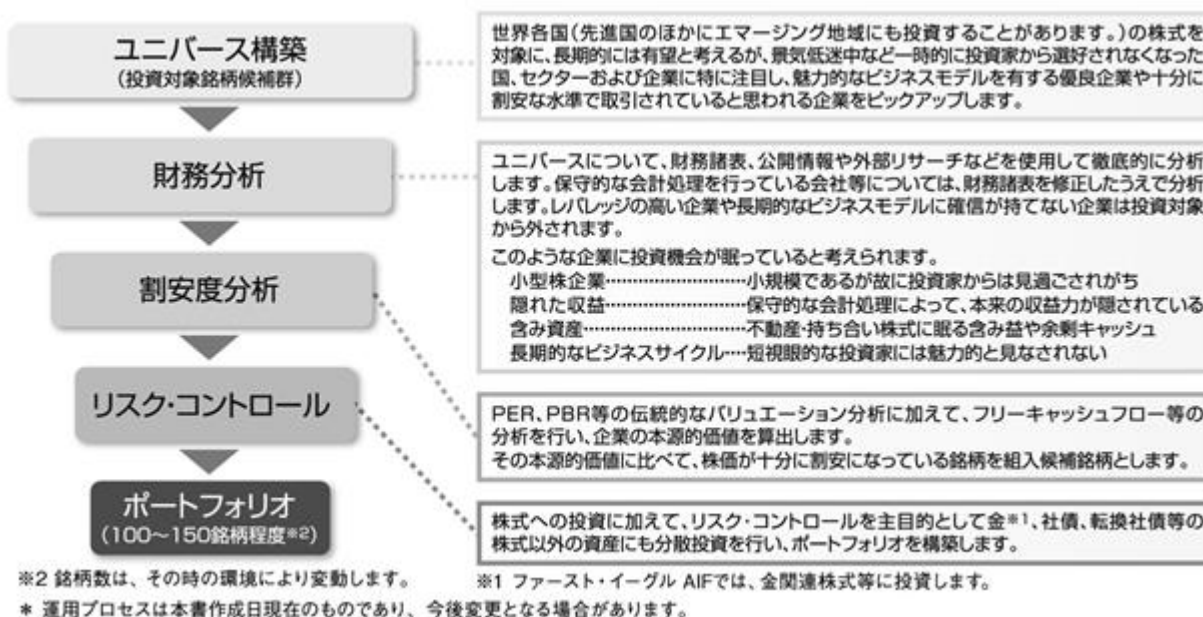 ユニバース構築
(投資対象銘柄候補群)
世界各国(先進国のほかにエマージング地域にも投資することがあります。)の株式を
対象に、長期的には有望と考えるが、景気低迷中など一時的に投資家から選好されなくなった
国、セクターおよび企業に特に注目し、魅力的なビジネスモデルを有する優良企業や十分に
割安な水準で取引されていると思われる企業をピックアップします。
財務分析
ユニバースについて、財務諸表、公開情報や外部リサーチなどを使用して徹底的に分析
します。保守的な会計処理を行っている会社等については、財務諸表を修正したうえで分析
します。レバレッジの高い企業や長期的なビジネスモデルに確信が持てない企業は投資対象
から外されます。
このような企業に投資機会が眠っていると考えられます。
小型株企業…………………………小規模であるが故に投資家からは見過ごされがち
隠れた収益…………………………保守的な会計処理によって、本来の収益力が隠されている
含み資産……………………………不動産・持ち合い株式に眠る含み益や余剰キャッシュ
長期的なビジネスサイクル‥‥短視眼的な投資家には魅力的と見なされない
割安度分析
PER、PBR等の伝統的なバリュエーション分析に加えて、フリーキャッシュフロー等の
分析を行い、企業の本源的価値を算出します。
その本源的価値に比べて、株価が十分に割安になっている銘柄を組入候補銘柄とします。
リスク・コントロール
株式への投資に加えて、リスク・コントロールを主目的として金※1、社債、転換社債等の
株式以外の資産にも分散投資を行い、ポートフォリオを構築します。
ポートフォリオ
(100〜150銘柄程度※2)
※2 銘柄数は、その時の環境により変動します。
※1 ファースト・イーグル AIFでは、金関連株式等に投資します。
* 運用プロセスは本書作成日現在のものであり、今後変更となる場合があります。